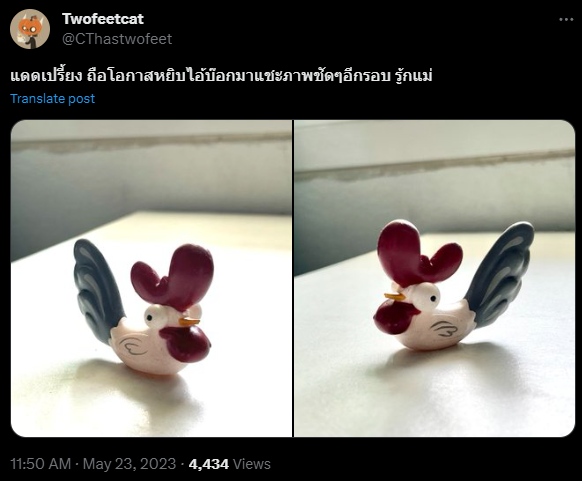 Twofeetcat
@CThastwofeet
แดดเปรี้ยง ถือโอกาสหยิบไอ้บ๊อกมาแชะภาพชัดๆอีกรอบ รู้กแม่
Translate post
11:50 AM · May 23, 2023 · 4,434 Views